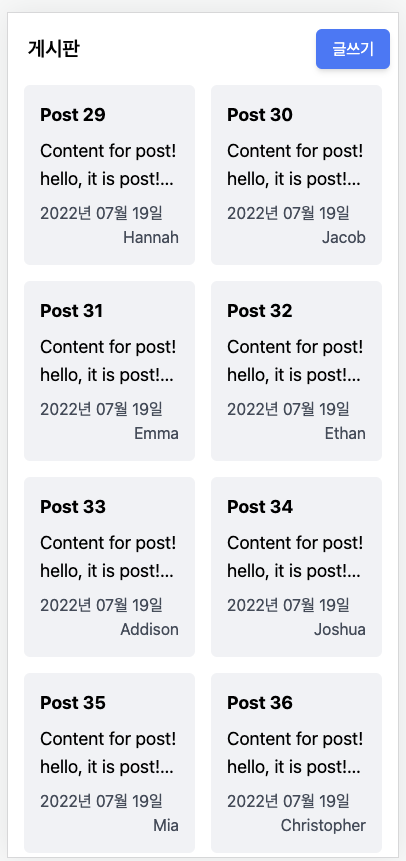 게시판
글쓰기
Post 29
Content for post!
hello, it is post!...
2022년 07월 19일
Hannah
Post 30
Content for post!
hello, it is post!...
2022년 07월 19일
Jacob
Post 31
Content for post!
hello, it is post!...
2022년 07월 19일
Emma
Post 32
Content for post!
hello, it is post!...
2022년 07월 19일
Ethan
Post 33
Content for post!
hello, it is post!...
2022년 07월 19일
Addison
Post 34
Content for post!
hello, it is post!...
2022년 07월 19일
Joshua
Post 35
Content for post!
hello, it is post!...
2022년 07월 19일
Mia
Post 36
Content for post!
hello, it is post!...
2022년 07월 19일
Christopher